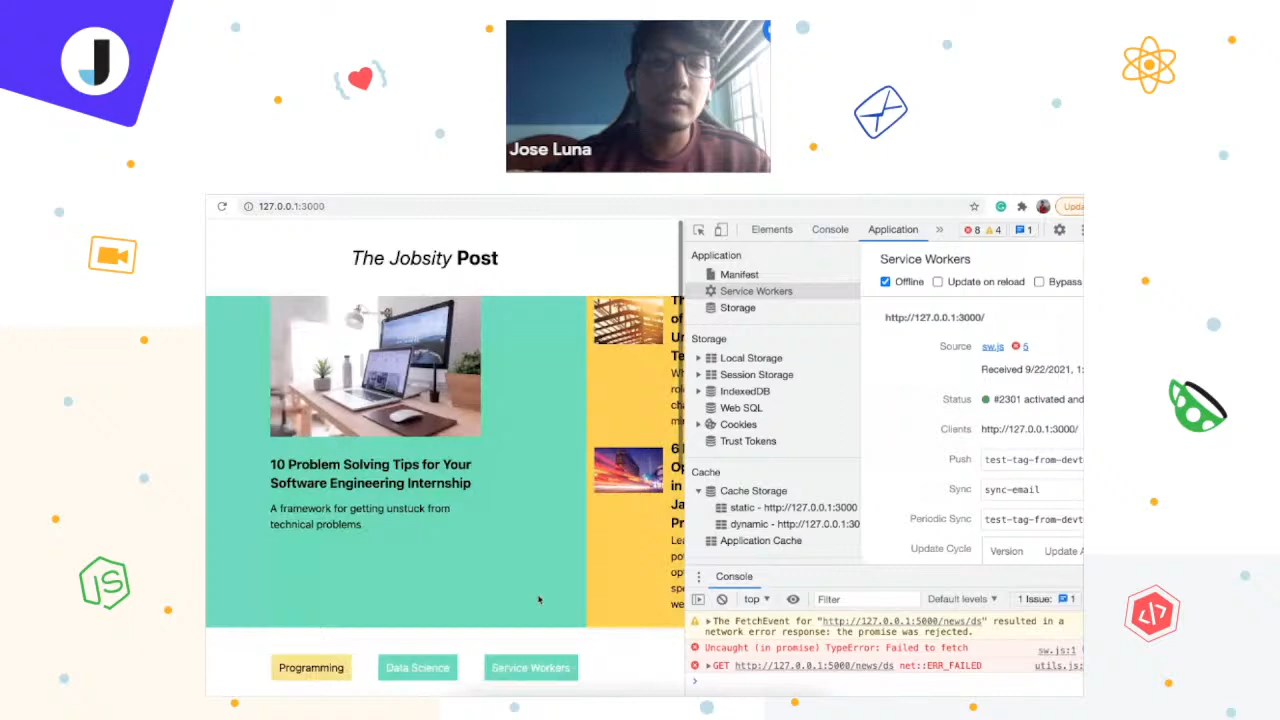 J
Jose Luna
127.0.0.1:3000
Upda
The Jobsity Post
10 Problem Solving Tips for Your
Software Engineering Internship
A framework for getting unstuck from
technical problems
Programming
Data Science
Service Workers
Elements
Console
Application
8
4
1
Application
Manifest
Service Workers
Storage
Storage
Local Storage
Session Storage
IndexedDB
Web SQL
Cookies
Trust Tokens
Cache
Cache Storage
static - http://127.0.0.1:3000
dynamic - http://127.0.0.1:30
Application Cache
Service Workers
Offline
Update on reload
Bypass
http://127.0.0.1:3000/
Source
sw.js
5
Received 9/22/2021, 1:
Status
#2301 activated and
Clients
http://127.0.0.1:3000/
Push
test-tag-from-devt
Sync
sync-email
Periodic Sync
test-tag-from-devt
Update Cycle
Version
Update A
Console
top
Filter
Default levels
1 Issue:
1
The FetchEvent for "http://127.0.0.1:5000/news/ds" resulted in a
network error response: the promise was rejected.
Uncaught (in promise) TypeError: Failed to fetch
sw.js:1
GET http://127.0.0.1:5000/news/ds net::ERR_FAILED
utils.js:
JS